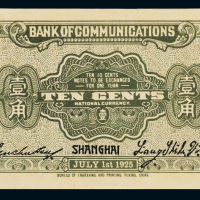 BANK OF COMMUNICATIONS
TEN 10 CENTS
NOTES TO BE EXCHANGED
FOR ONE YUAN
壹角 TEN CENTS 壹角
NATIONAL CURRENCY
SHANGHAI
JULY 1ST 1925
BUREAU OF ENGRAVING AND PRINTING, PEKING, CHINA